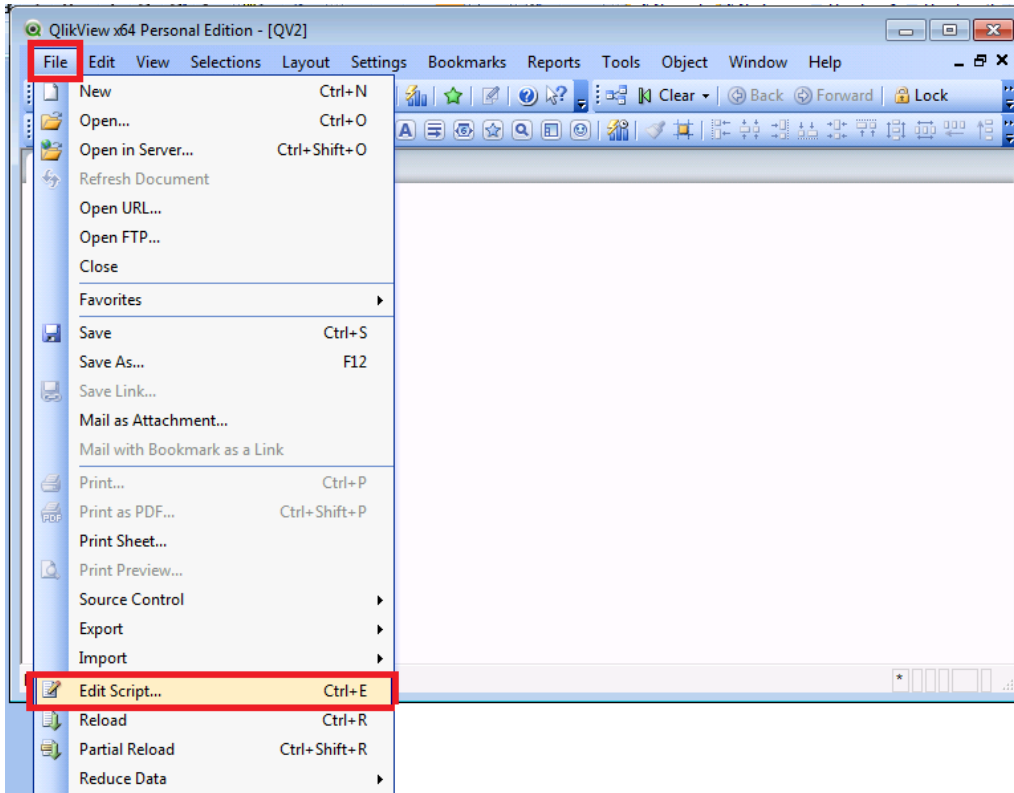 QlikView x64 Personal Edition - [QV2]
File Edit View Selections Layout Settings Bookmarks Reports Tools Object Window Help
New Ctrl+N
Clear Back Forward Lock
Open... Ctrl+O
Open in Server... Ctrl+Shift+O
Refresh Document
Open URL...
Open FTP...
Close
Favorites
Save Ctrl+S
Save As... F12
Save Link...
Mail as Attachment...
Mail with Bookmark as a Link
Print... Ctrl+P
Print as PDF... Ctrl+Shift+P
Print Sheet...
Print Preview...
Source Control
Export
Import
Edit Script... Ctrl+E
Reload Ctrl+R
Partial Reload Ctrl+Shift+R
Reduce Data